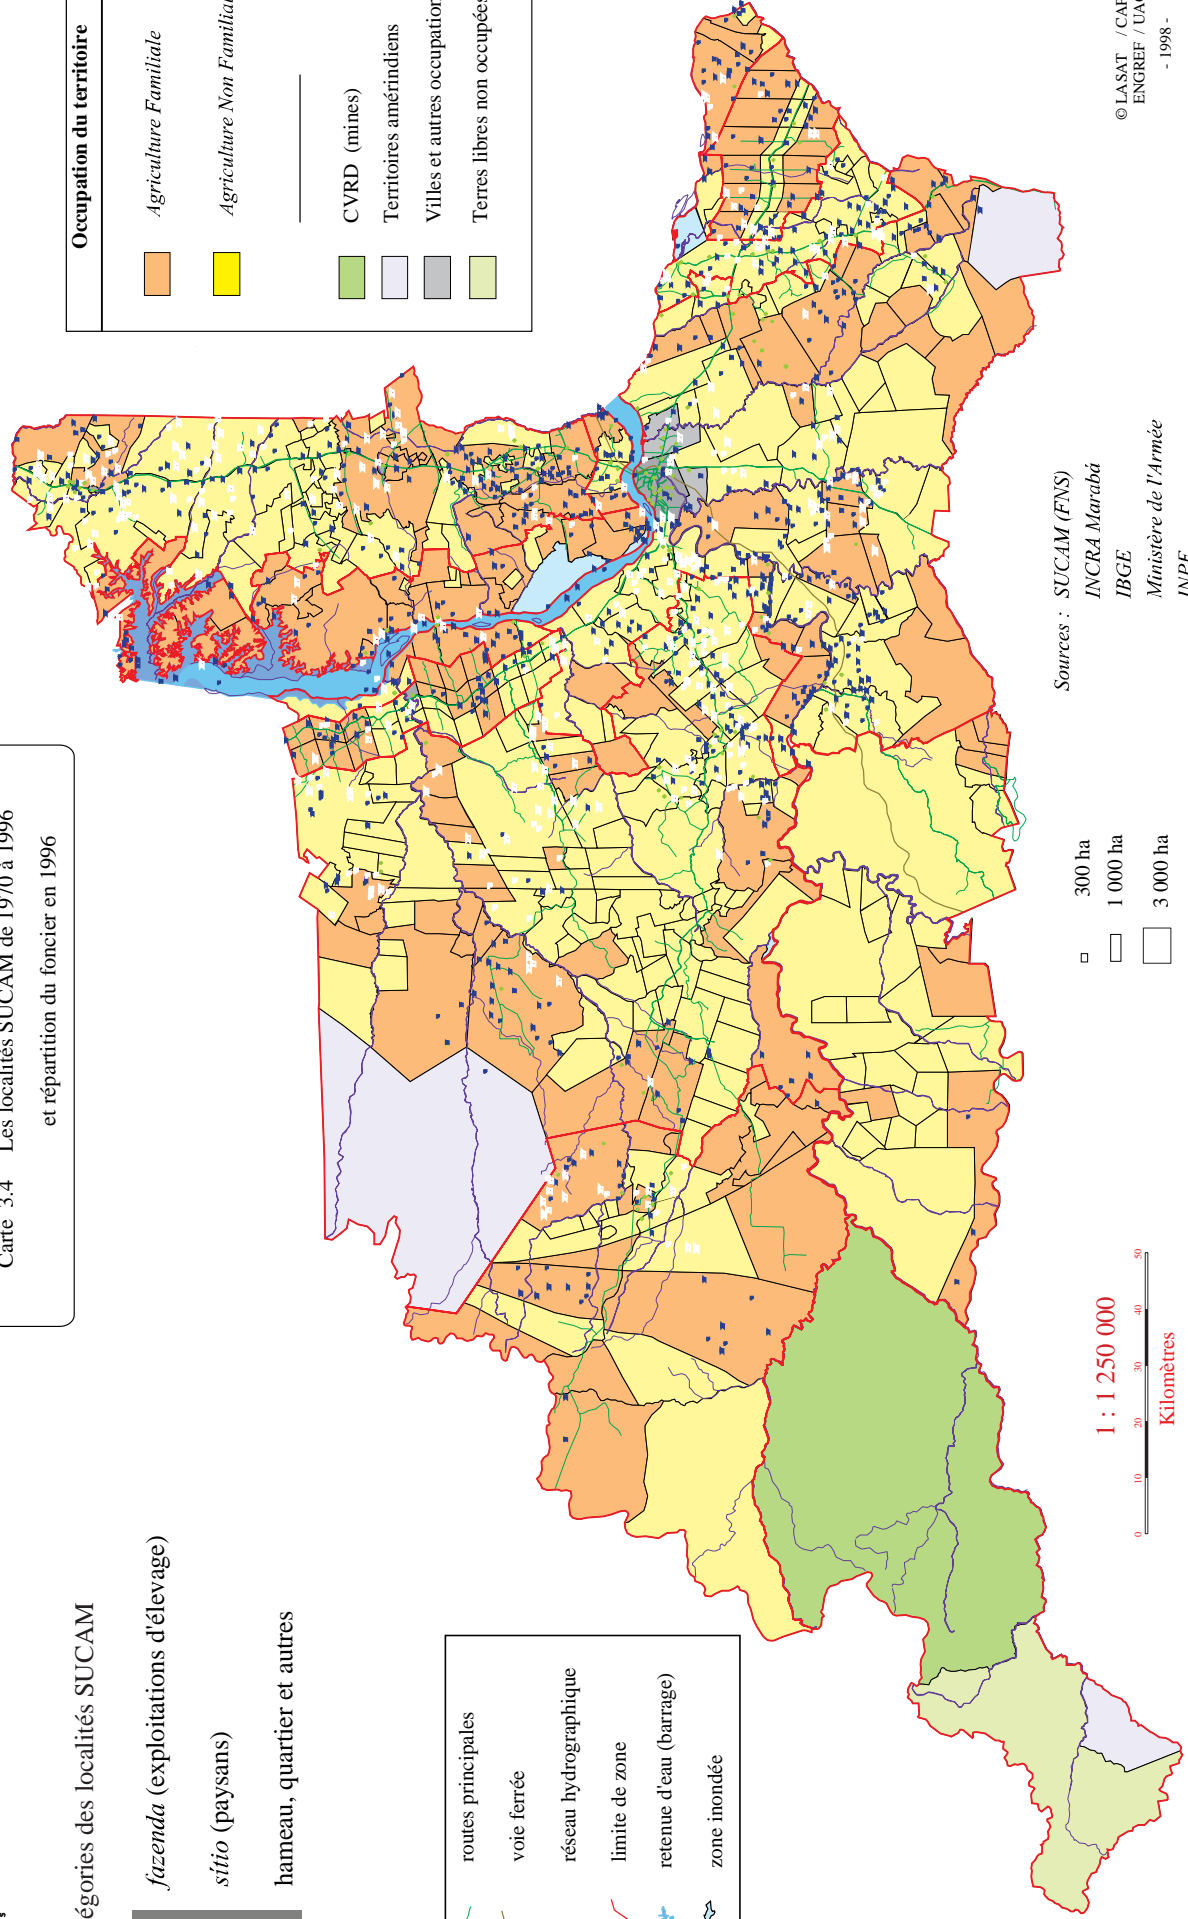 Carte 3.4 Les localités SUCAM de 1970 à 1996
et répartition du foncier en 1996
égories des localités SUCAM
fazenda (exploitations d'élevage)
sítio (paysans)
hameau, quartier et autres
routes principales
voie ferrée
réseau hydrographique
limite de zone
retenue d'eau (barrage)
zone inondée
Occupation du territoire
Agriculture Familiale
Agriculture Non Familia
CVRD (mines)
Territoires amérindiens
Villes et autres occupation
Terres libres non occupées
1 : 1 250 000
0 10 20 30 40 50
Kilomètres
300 ha
1 000 ha
3 000 ha
Sources : SUCAM (FNS)
INCRA Marabá
IBGE
Ministère de l'Armée
INPE
© LASAT / CAP
ENGREF / UAG
- 1998 -